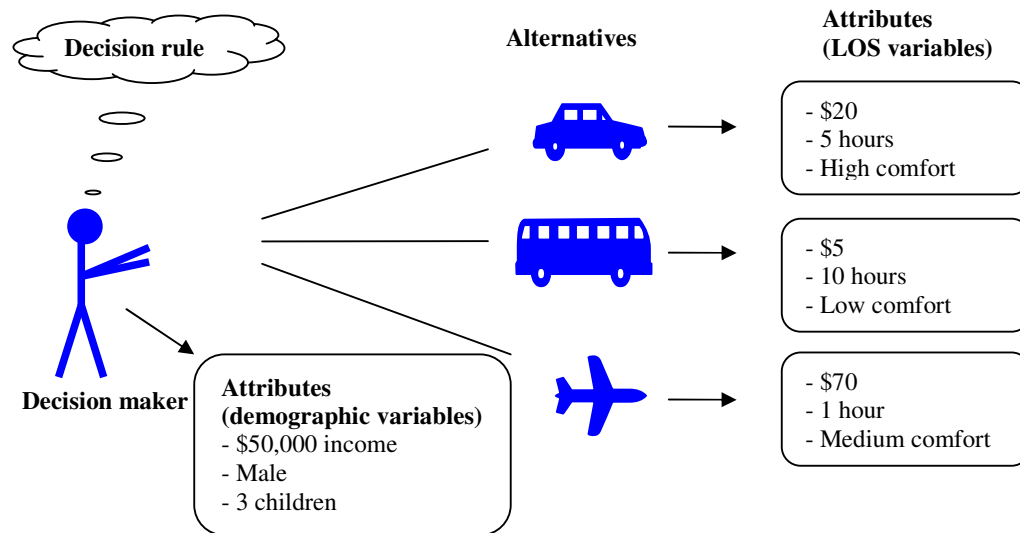 Decision rule
Alternatives
Attributes
(LOS variables)
- $20
- 5 hours
- High comfort
- $5
- 10 hours
- Low comfort
- $70
- 1 hour
- Medium comfort
Decision maker
Attributes
(demographic variables)
- $50,000 income
- Male
- 3 children